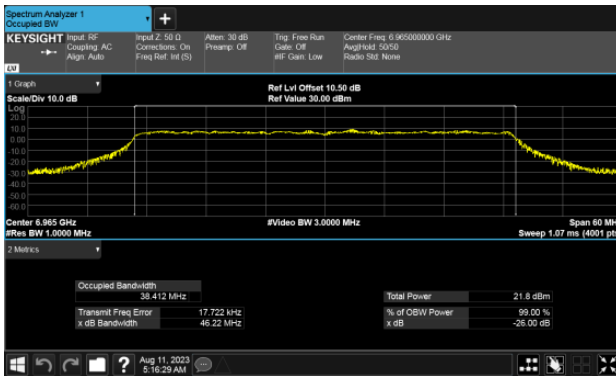 Spectrum Analyzer 1
Occupied BW
+
KEYSIGHT Input: RF Input Z: 50 Ω Atten: 30 dB Trig: Free Run Center Freq: 6.965000000 GHz
Coupling: AC Corrections: On Preamp: Off Gate: Off Avg|Hold: 50/50
Align: Auto Freq Ref: Int (S) #IF Gain: Low Radio Std: None
LXI
1 Graph
Ref Lvl Offset 10.50 dB
Scale/Div 10.0 dB Ref Value 30.00 dBm
Log
20.0
10.0
0.00
-10.0
-20.0
-30.0
-40.0
-50.0
-60.0
Center 6.965 GHz #Video BW 3.0000 MHz Span 60 MH
#Res BW 1.0000 MHz Sweep 1.07 ms (4001 pts
2 Metrics
Occupied Bandwidth
38.412 MHz Total Power 21.8 dBm
Transmit Freq Error 17.722 kHz % of OBW Power 99.00 %
x dB Bandwidth 46.22 MHz x dB -26.00 dB
? Aug 11, 2023
5:16:29 AM